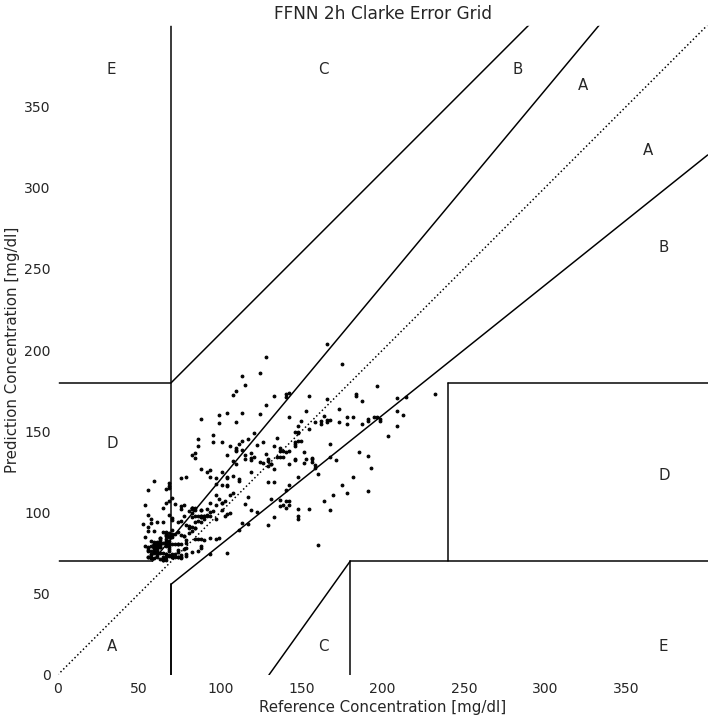 FFNN 2h Clarke Error Grid
E
C
B
A
350
A
300
B
250
200
D
150
D
100
50
A
C
E
0
0 50 100 150 200 250 300 350
Reference Concentration [mg/dl]
Prediction Concentration [mg/dl]